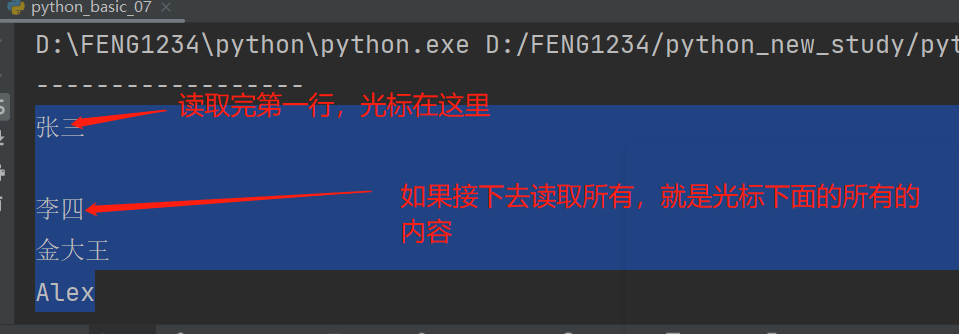 python_basic_07
D:\FENG1234\python\python.exe D:/FENG1234/python_new_study/pyt
------------------
读取完第一行，光标在这里
张三
李四
如果接下去读取所有，就是光标下面的所有的
内容
金大王
Alex